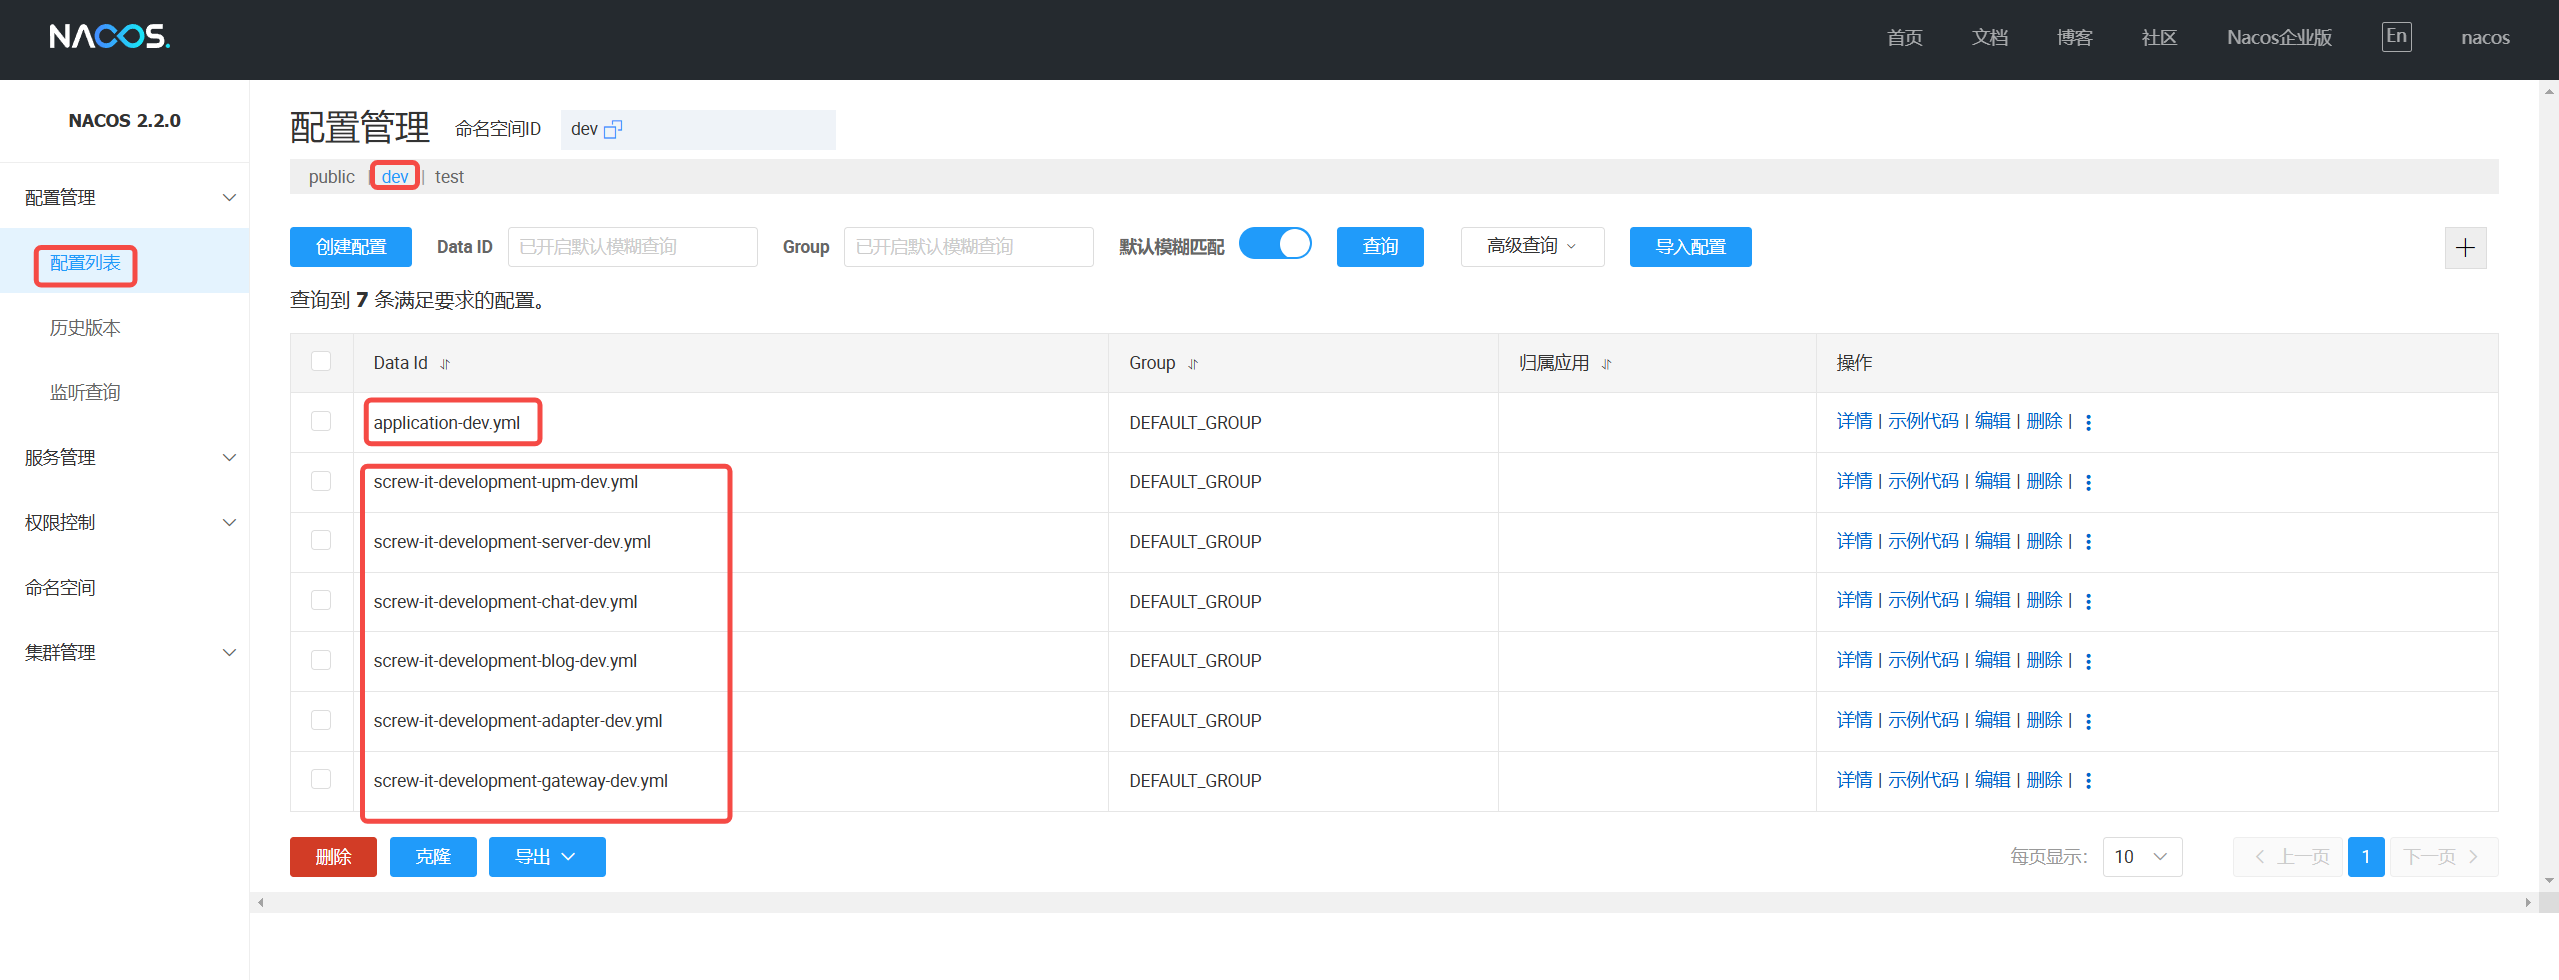 NACOS.
首页 文档 博客 社区 Nacos企业版 En nacos
NACOS 2.2.0
配置管理
配置列表
历史版本
监听查询
服务管理
权限控制
命名空间
集群管理
配置管理 命名空间ID dev
public | dev | test
创建配置 Data ID 已开启默认模糊查询 Group 已开启默认模糊查询 默认模糊匹配 查询 高级查询 导入配置
查询到 7 条满足要求的配置。
Data Id Group 归属应用 操作
application-dev.yml DEFAULT_GROUP 详情 | 示例代码 | 编辑 | 删除 |
screw-it-development-upm-dev.yml DEFAULT_GROUP 详情 | 示例代码 | 编辑 | 删除 |
screw-it-development-server-dev.yml DEFAULT_GROUP 详情 | 示例代码 | 编辑 | 删除 |
screw-it-development-chat-dev.yml DEFAULT_GROUP 详情 | 示例代码 | 编辑 | 删除 |
screw-it-development-blog-dev.yml DEFAULT_GROUP 详情 | 示例代码 | 编辑 | 删除 |
screw-it-development-adapter-dev.yml DEFAULT_GROUP 详情 | 示例代码 | 编辑 | 删除 |
screw-it-development-gateway-dev.yml DEFAULT_GROUP 详情 | 示例代码 | 编辑 | 删除 |
删除 克隆 导出 每页显示: 10 上一页 1 下一页